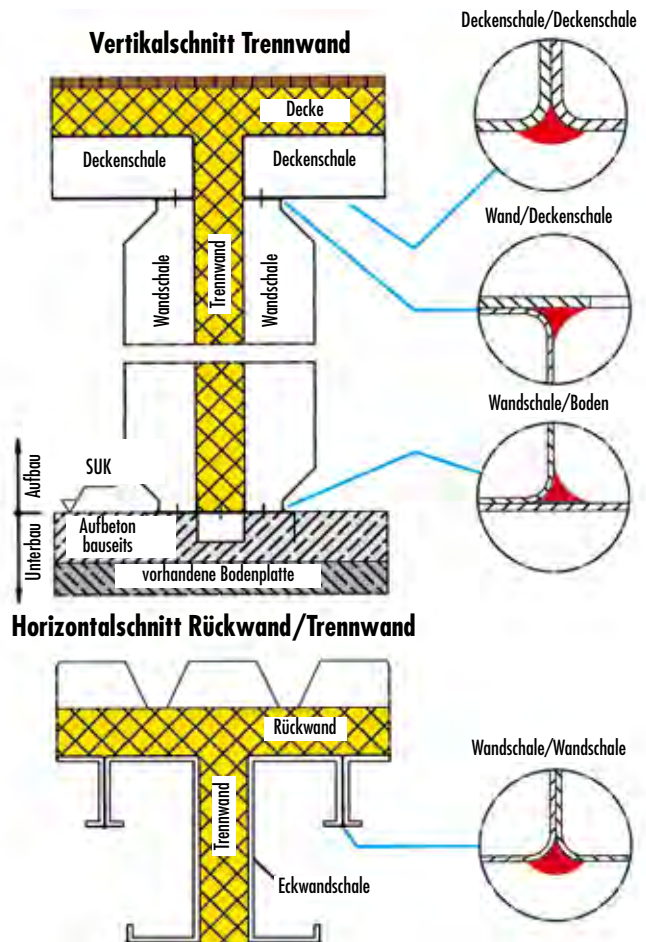 Deckenschale/Deckenschale
Vertikalschnitt Trennwand
Decke
Deckenschale
Deckenschale
Wand/Deckenschale
Wandschale
Trennwand
Wandschale
Wandschale/Boden
Aufbau
SUK
Unterbau
Aufbeton
bauseits
vorhandene Bodenplatte
Horizontalschnitt Rückwand/Trennwand
Rückwand
Wandschale/Wandschale
Trennwand
Eckwandschale